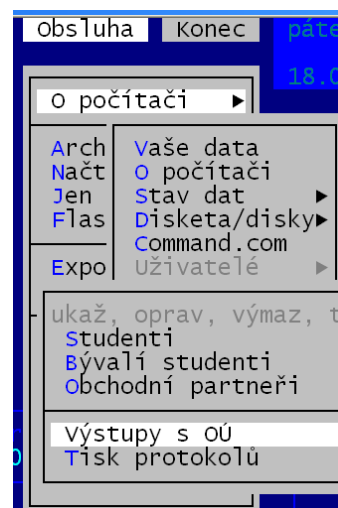 Obsluha Konec páte
18.0
O počítači ▶
Arch Vaše data
Načt O počítači
Jen Stav dat ▶
Flas Disketa/disky▶
Command.com
Expo Uživatelé ▶
ukaž, oprav, výmaz, t
Studenti
Bývalí studenti
Obchodní partneři
Výstupy s OÚ
Tisk protokolů